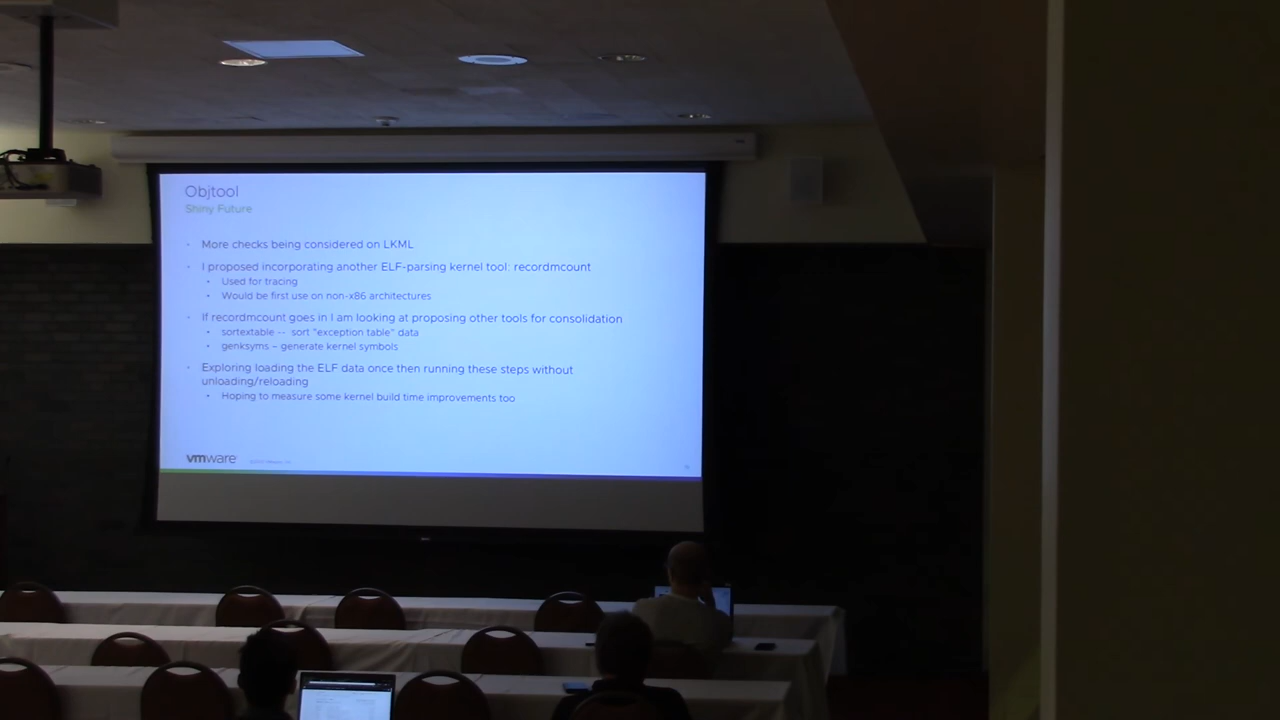 Objtool
Shiny Future
• More checks being considered on LKML
• I proposed incorporating another ELF-parsing kernel tool: recordmcount
• Used for tracing
• Would be first use on non-x86 architectures
• If recordmcount goes in I am looking at proposing other tools for consolidation
• sortextable -- sort "exception table" data
• genksyms – generate kernel symbols
• Exploring loading the ELF data once then running these steps without
unloading/reloading
• Hoping to measure some kernel build time improvements too
vmware